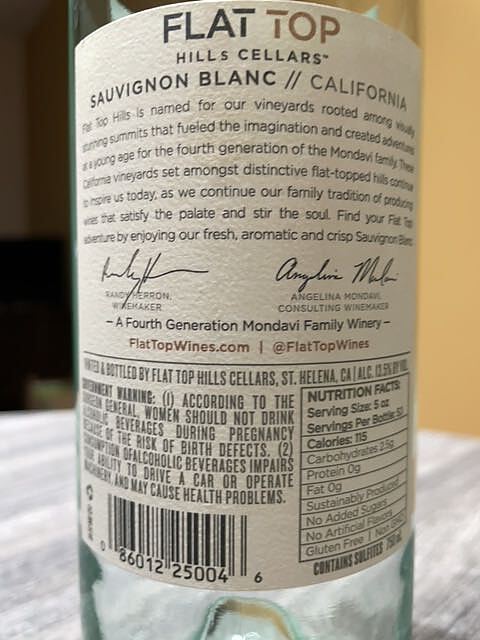 FLAT TOP
HILLS CELLARS™
SAUVIGNON BLANC // CALIFORNIA
Flat Top Hills is named for our vineyards rooted among visually
stunning summits that fueled the imagination and created adventures
at a young age for the fourth generation of the Mondavi family. These
California vineyards set amongst distinctive flat-topped hills continue
to inspire us today, as we continue our family tradition of producing
wines that satisfy the palate and stir the soul. Find your Flat Top
adventure by enjoying our fresh, aromatic and crisp Sauvignon Blanc.
RANDY HERRON,
WINEMAKER
ANGELINA MONDAVI,
CONSULTING WINEMAKER
– A Fourth Generation Mondavi Family Winery –
FlatTopWines.com | @FlatTopWines
VINTED & BOTTLED BY FLAT TOP HILLS CELLARS, ST. HELENA, CA | ALC. 13.5% BY VOL.
GOVERNMENT WARNING: (1) ACCORDING TO THE
SURGEON GENERAL, WOMEN SHOULD NOT DRINK
ALCOHOLIC BEVERAGES DURING PREGNANCY
BECAUSE OF THE RISK OF BIRTH DEFECTS. (2)
CONSUMPTION OF ALCOHOLIC BEVERAGES IMPAIRS
YOUR ABILITY TO DRIVE A CAR OR OPERATE
MACHINERY, AND MAY CAUSE HEALTH PROBLEMS.
NUTRITION FACTS:
Serving Size: 5 oz
Servings Per Bottle: 5
Calories: 115
Carbohydrates 2.5g
Protein 0g
Fat 0g
Sustainably Produced
No Added Sugars
No Artificial Flavors
Gluten Free | Non GMO
CONTAINS SULFITES 750 mL
0 86012 25004 6